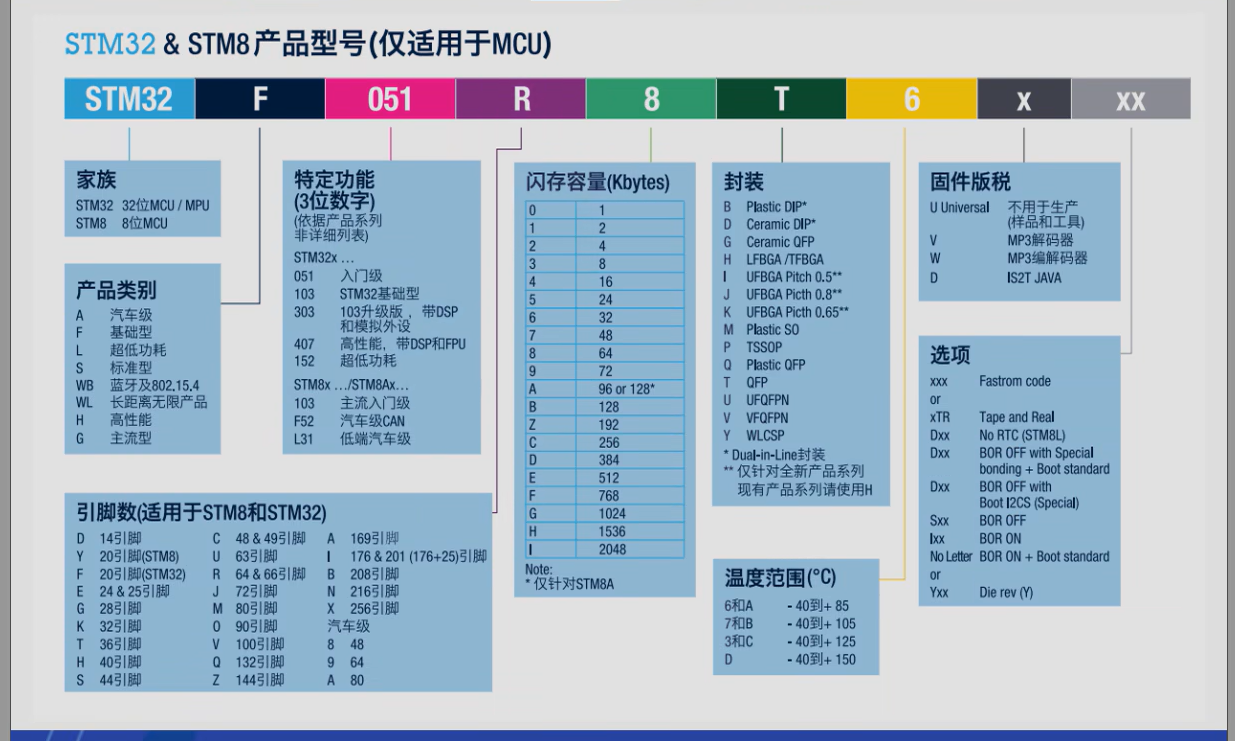 STM32 & STM8产品型号(仅适用于MCU)
STM32 F 051 R 8 T 6 x xx
家族
STM32 32位MCU / MPU
STM8 8位MCU
产品类别
A 汽车级
F 基础型
L 超低功耗
S 标准型
WB 蓝牙及802.15.4
WL 长距离无限产品
H 高性能
G 主流型
特定功能
(3位数字)
(依据产品系列
非详细列表)
STM32x ...
051 入门级
103 STM32基础型
303 103升级版，带DSP
和模拟外设
407 高性能，带DSP和FPU
152 超低功耗
STM8x .../STM8Ax...
103 主流入门级
F52 汽车级CAN
L31 低端汽车级
引脚数(适用于STM8和STM32)
D 14引脚
Y 20引脚(STM8)
F 20引脚(STM32)
E 24 & 25引脚
G 28引脚
K 32引脚
T 36引脚
H 40引脚
S 44引脚
C 48 & 49引脚
U 63引脚
R 64 & 66引脚
J 72引脚
M 80引脚
O 90引脚
V 100引脚
Q 132引脚
Z 144引脚
A 169引脚
I 176 & 201 (176+25)引脚
B 208引脚
N 216引脚
X 256引脚
汽车级
8 48
9 64
A 80
闪存容量(Kbytes)
0 1
1 2
2 4
3 8
4 16
5 24
6 32
7 48
8 64
9 72
A 96 or 128*
B 128
Z 192
C 256
D 384
E 512
F 768
G 1024
H 1536
I 2048
Note:
* 仅针对STM8A
封装
B Plastic DIP*
D Ceramic DIP*
G Ceramic QFP
H LFBGA /TFBGA
I UFBGA Pitch 0.5**
J UFBGA Picth 0.8**
K UFBGA Picth 0.65**
M Plastic SO
P TSSOP
Q Plastic QFP
T QFP
U UFQFPN
V VFQFPN
Y WLCSP
* Dual-in-Line封装
** 仅针对全新产品系列
现有产品系列请使用H
温度范围(°C)
6和A - 40到+ 85
7和B - 40到+ 105
3和C - 40到+ 125
D - 40到+ 150
固件版税
U Universal 不用于生产
(样品和工具)
V MP3解码器
W MP3编解码器
D IS2T JAVA
选项
xxx Fastrom code
or
xTR Tape and Real
Dxx No RTC (STM8L)
Dxx BOR OFF with Special
bonding + Boot standard
Dxx BOR OFF with
Boot I2CS (Special)
Sxx BOR OFF
Ixx BOR ON
No Letter BOR ON + Boot standard
or
Yxx Die rev (Y)